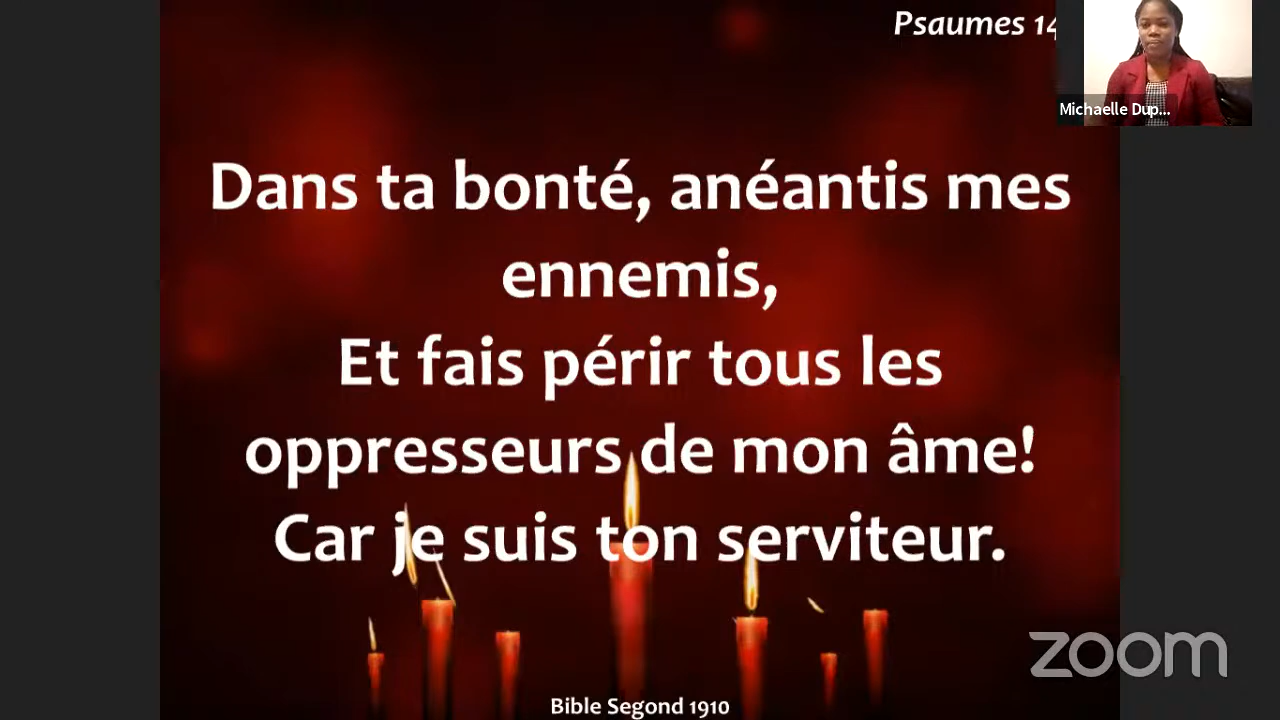 Psaumes 14
Michaelle Dup...
Dans ta bonté, anéantis mes
ennemis,
Et fais périr tous les
oppresseurs de mon âme!
Car je suis ton serviteur.
zoom
Bible Segond 1910